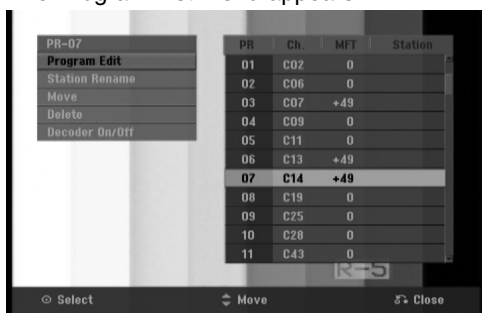 PR-07
Program Edit
Station Rename
Move
Delete
Decoder On/Off
PR Ch. MFT Station
01 C02 0
02 C06 0
03 C07 +49
04 C09 0
05 C11 0
06 C13 +49
07 C14 +49
08 C19 0
09 C25 0
10 C28 0
11 C43 0
R-5
Select Move Close